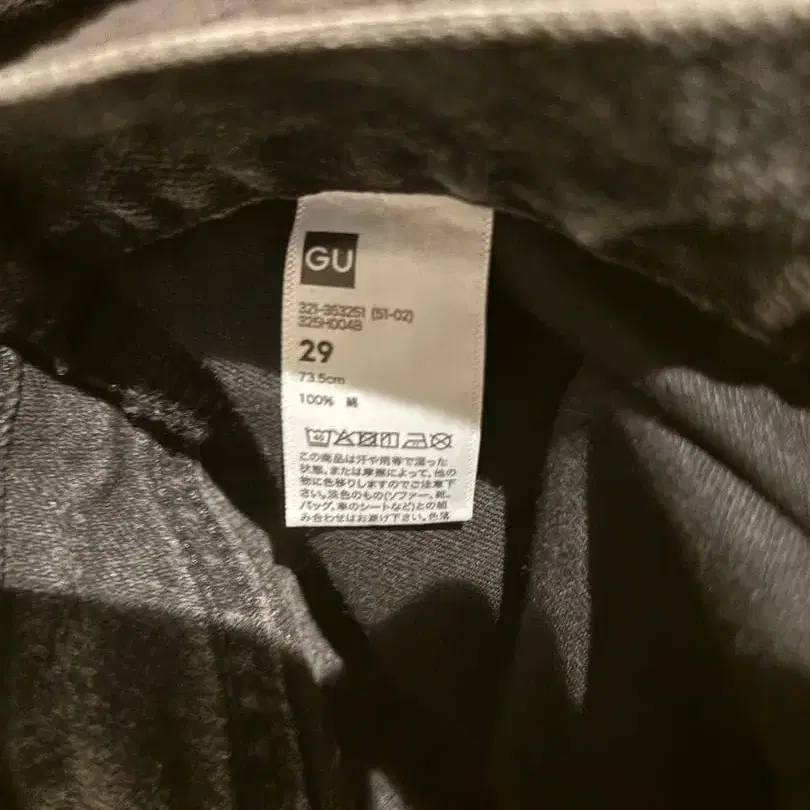 GU
321-353251 (51-02)
325H004B
29
73.5cm
100% 綿
40
この商品は汗や雨等で湿った
状態、または摩擦によって、他の
物に色移りしますのでご注意下
さい。淡色のもの(ソファー、靴、
バッグ、車のシートなど)との組
み合わせはお避け下さい。色落